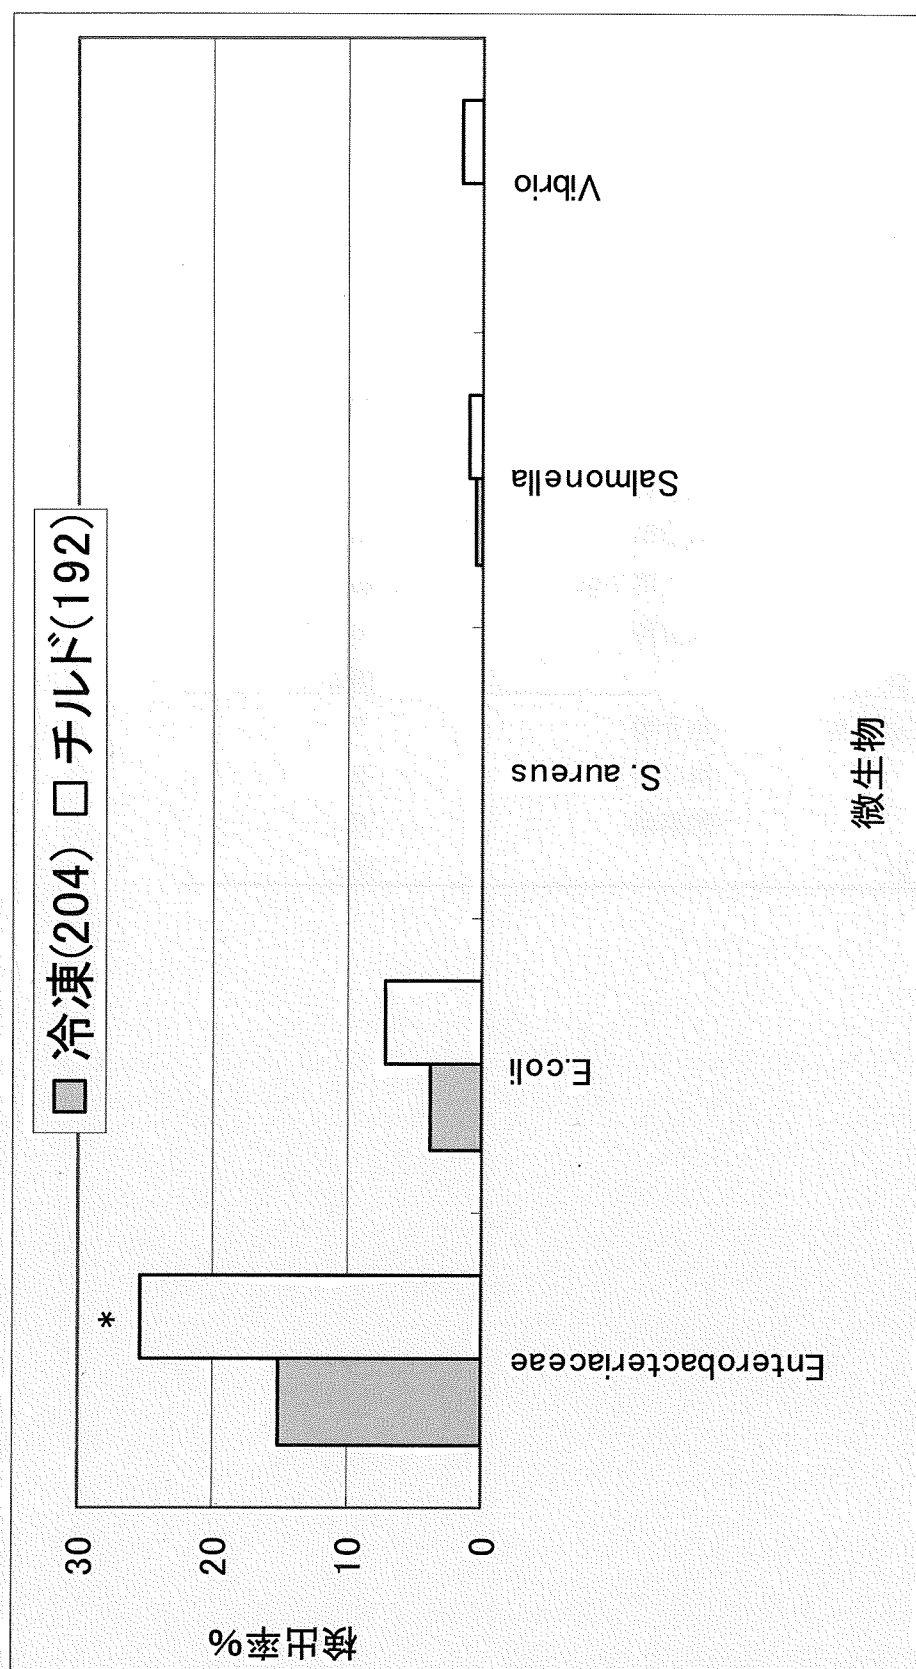 冷凍(204) チルド(192)
検出率%
30
20
10
0
*
Enterobacteriaceae
E.coli
S. aureus
Salmonella
Vibrio
微生物